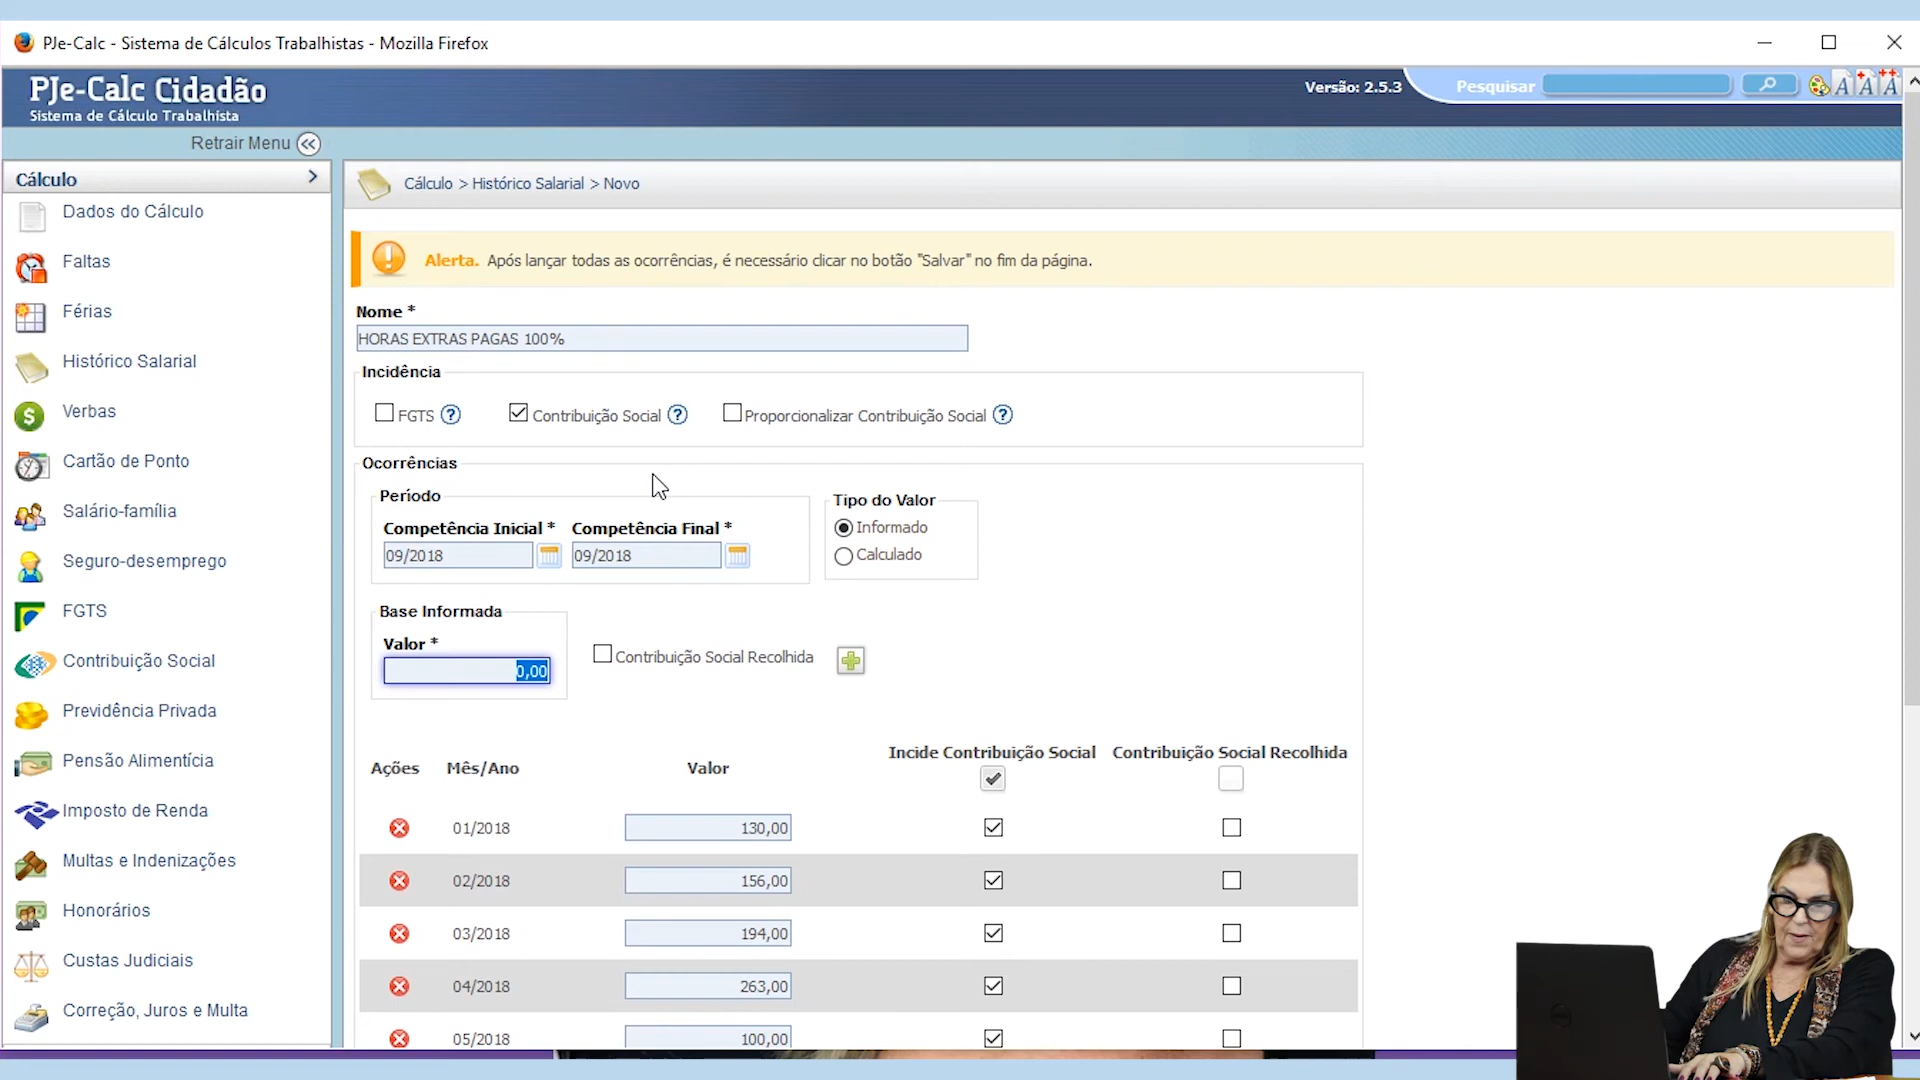 PJe-Calc - Sistema de Cálculos Trabalhistas - Mozilla Firefox
PJe-Calc Cidadão
Sistema de Cálculo Trabalhista
Versão: 2.5.3
Pesquisar
Retrair Menu
Cálculo
Dados do Cálculo
Faltas
Férias
Histórico Salarial
Verbas
Cartão de Ponto
Salário-família
Seguro-desemprego
FGTS
Contribuição Social
Previdência Privada
Pensão Alimentícia
Imposto de Renda
Multas e Indenizações
Honorários
Custas Judiciais
Correção, Juros e Multa
Cálculo > Histórico Salarial > Novo
Alerta. Após lançar todas as ocorrências, é necessário clicar no botão "Salvar" no fim da página.
Nome *
HORAS EXTRAS PAGAS 100%
Incidência
FGTS ? Contribuição Social ? Proporcionalizar Contribuição Social ?
Ocorrências
Período
Competência Inicial * Competência Final *
09/2018 09/2018
Tipo do Valor
Informado
Calculado
Base Informada
Valor *
0,00
Contribuição Social Recolhida
Ações Mês/Ano Valor Incide Contribuição Social Contribuição Social Recolhida
01/2018 130,00
02/2018 156,00
03/2018 194,00
04/2018 263,00
05/2018 100,00